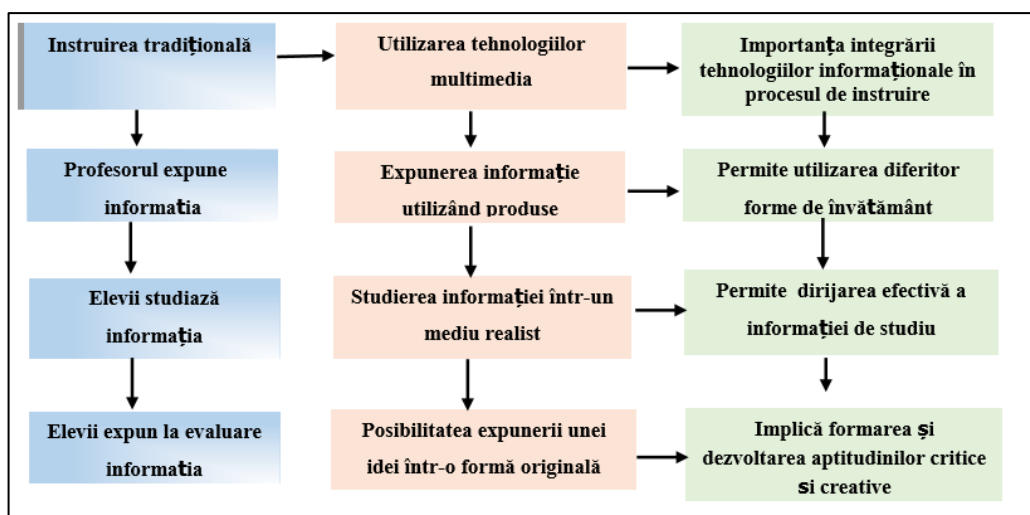 Instruirea tradițională
Utilizarea tehnologiilor
multimedia
Importanța integrării
tehnologiilor informaționale în
procesul de instruire
Profesorul expune
informația
Expunerea informație
utilizând produse
Permite utilizarea diferitor
forme de învățământ
Elevii studiază
informația
Studierea informației într-un
mediu realist
Permite dirijarea efectivă a
informației de studiu
Elevii expun la evaluare
informația
Posibilitatea expunerii unei
idei într-o formă originală
Implică formarea și
dezvoltarea aptitudinilor critice
și creative